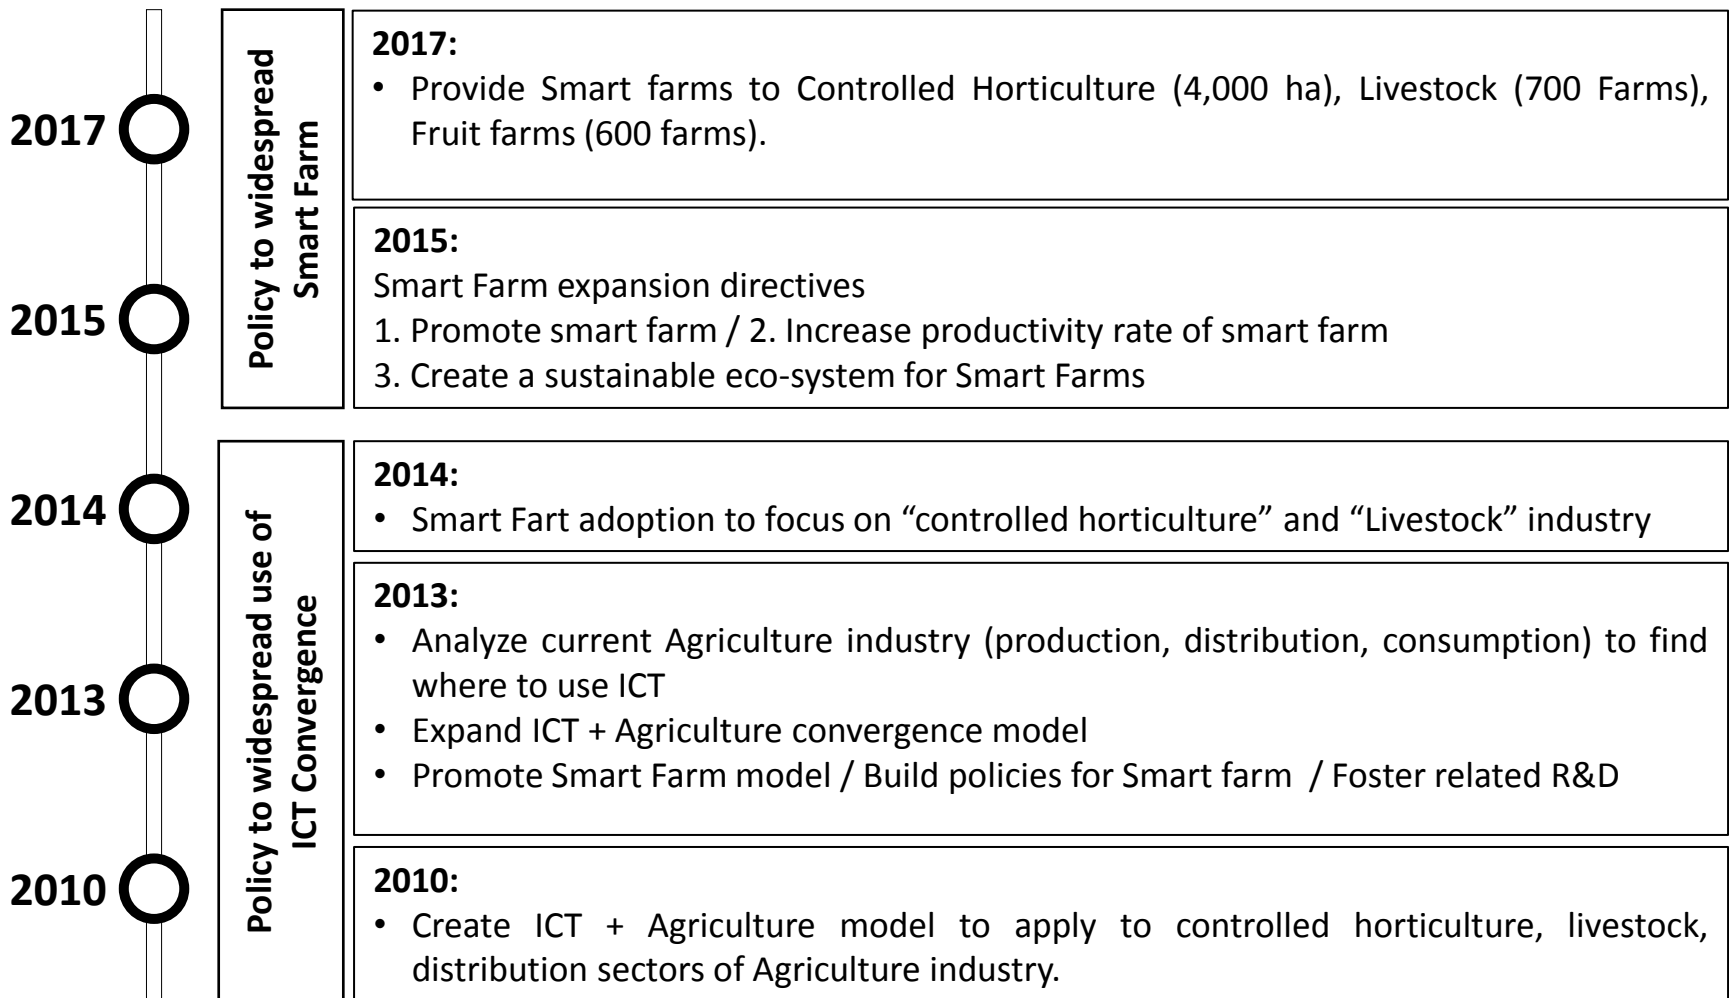 2017
2015
2014
2013
2010
Policy to widespread
Smart Farm
2017:
• Provide Smart farms to Controlled Horticulture (4,000 ha), Livestock (700 Farms),
Fruit farms (600 farms).
2015:
Smart Farm expansion directives
1. Promote smart farm / 2. Increase productivity rate of smart farm
3. Create a sustainable eco-system for Smart Farms
Policy to widespread use of
ICT Convergence
2014:
• Smart Fart adoption to focus on “controlled horticulture” and “Livestock” industry
2013:
• Analyze current Agriculture industry (production, distribution, consumption) to find
where to use ICT
• Expand ICT + Agriculture convergence model
• Promote Smart Farm model / Build policies for Smart farm / Foster related R&D
2010:
• Create ICT + Agriculture model to apply to controlled horticulture, livestock,
distribution sectors of Agriculture industry.